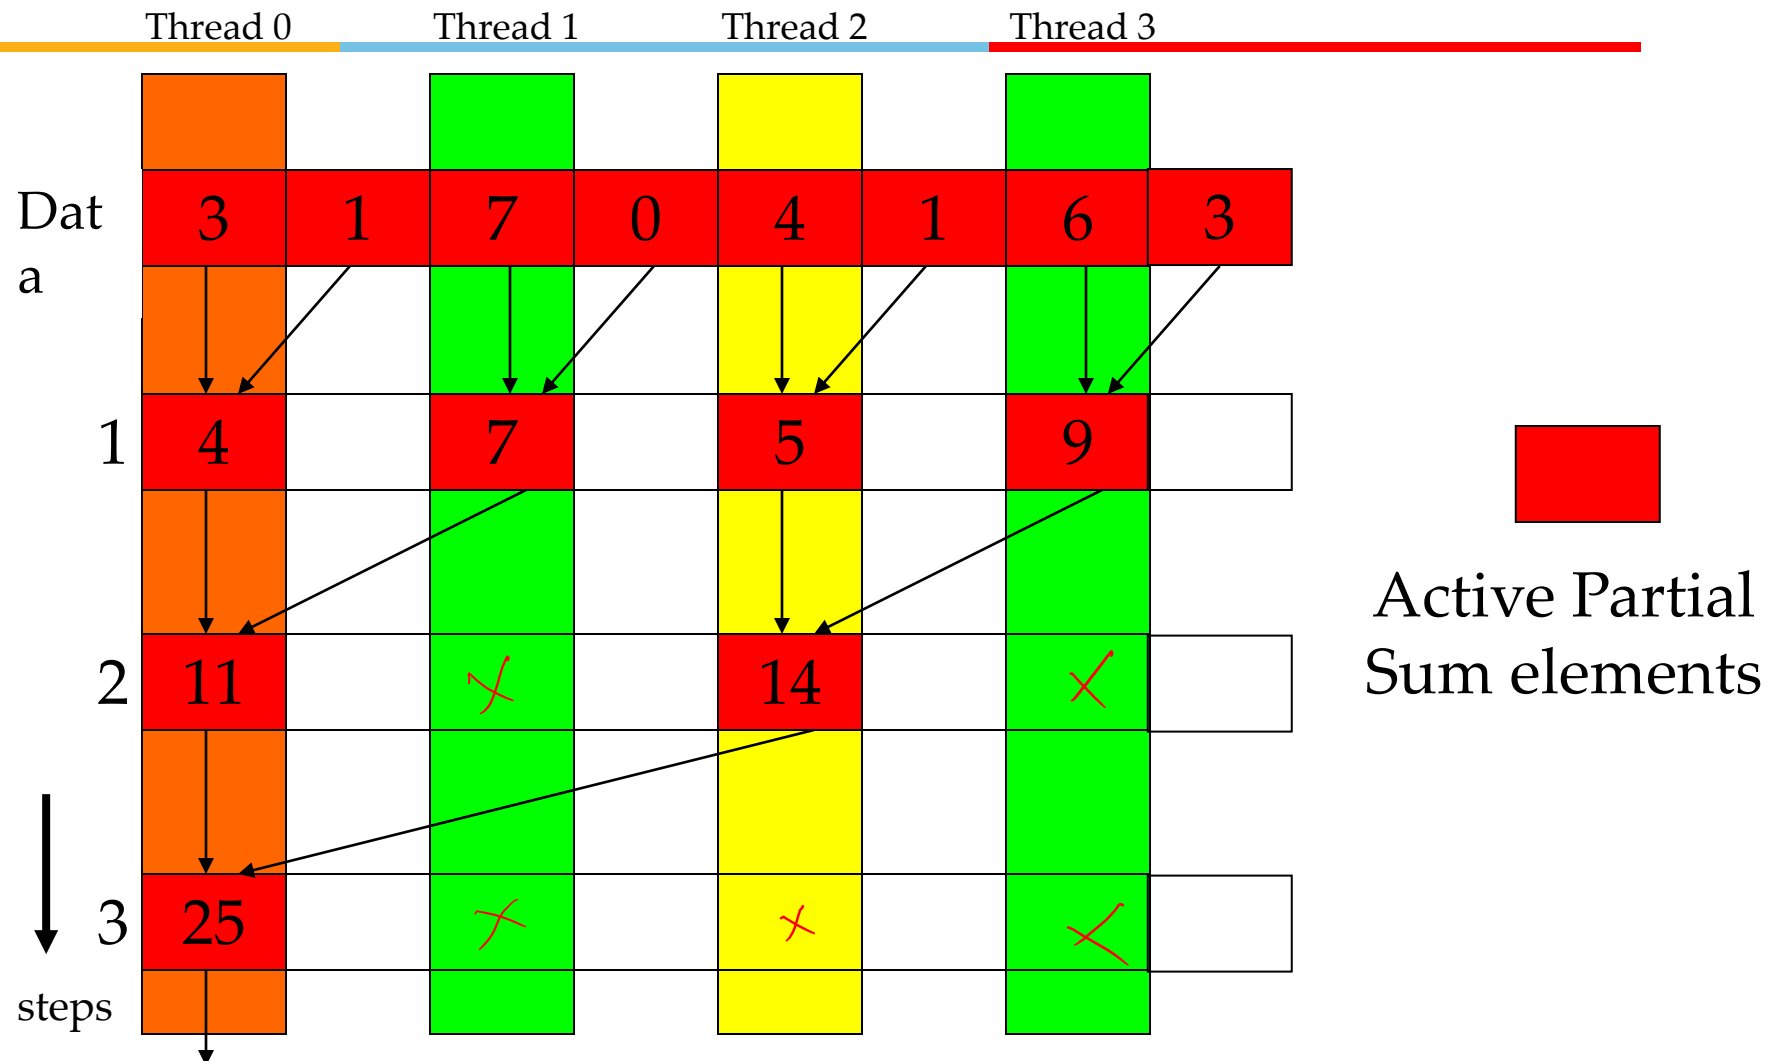 Thread 0 Thread 1 Thread 2 Thread 3
Dat
a
3 1 7 0 4 1 6 3
1 4 7 5 9
2 11 14
3 25
steps
Active Partial
Sum elements